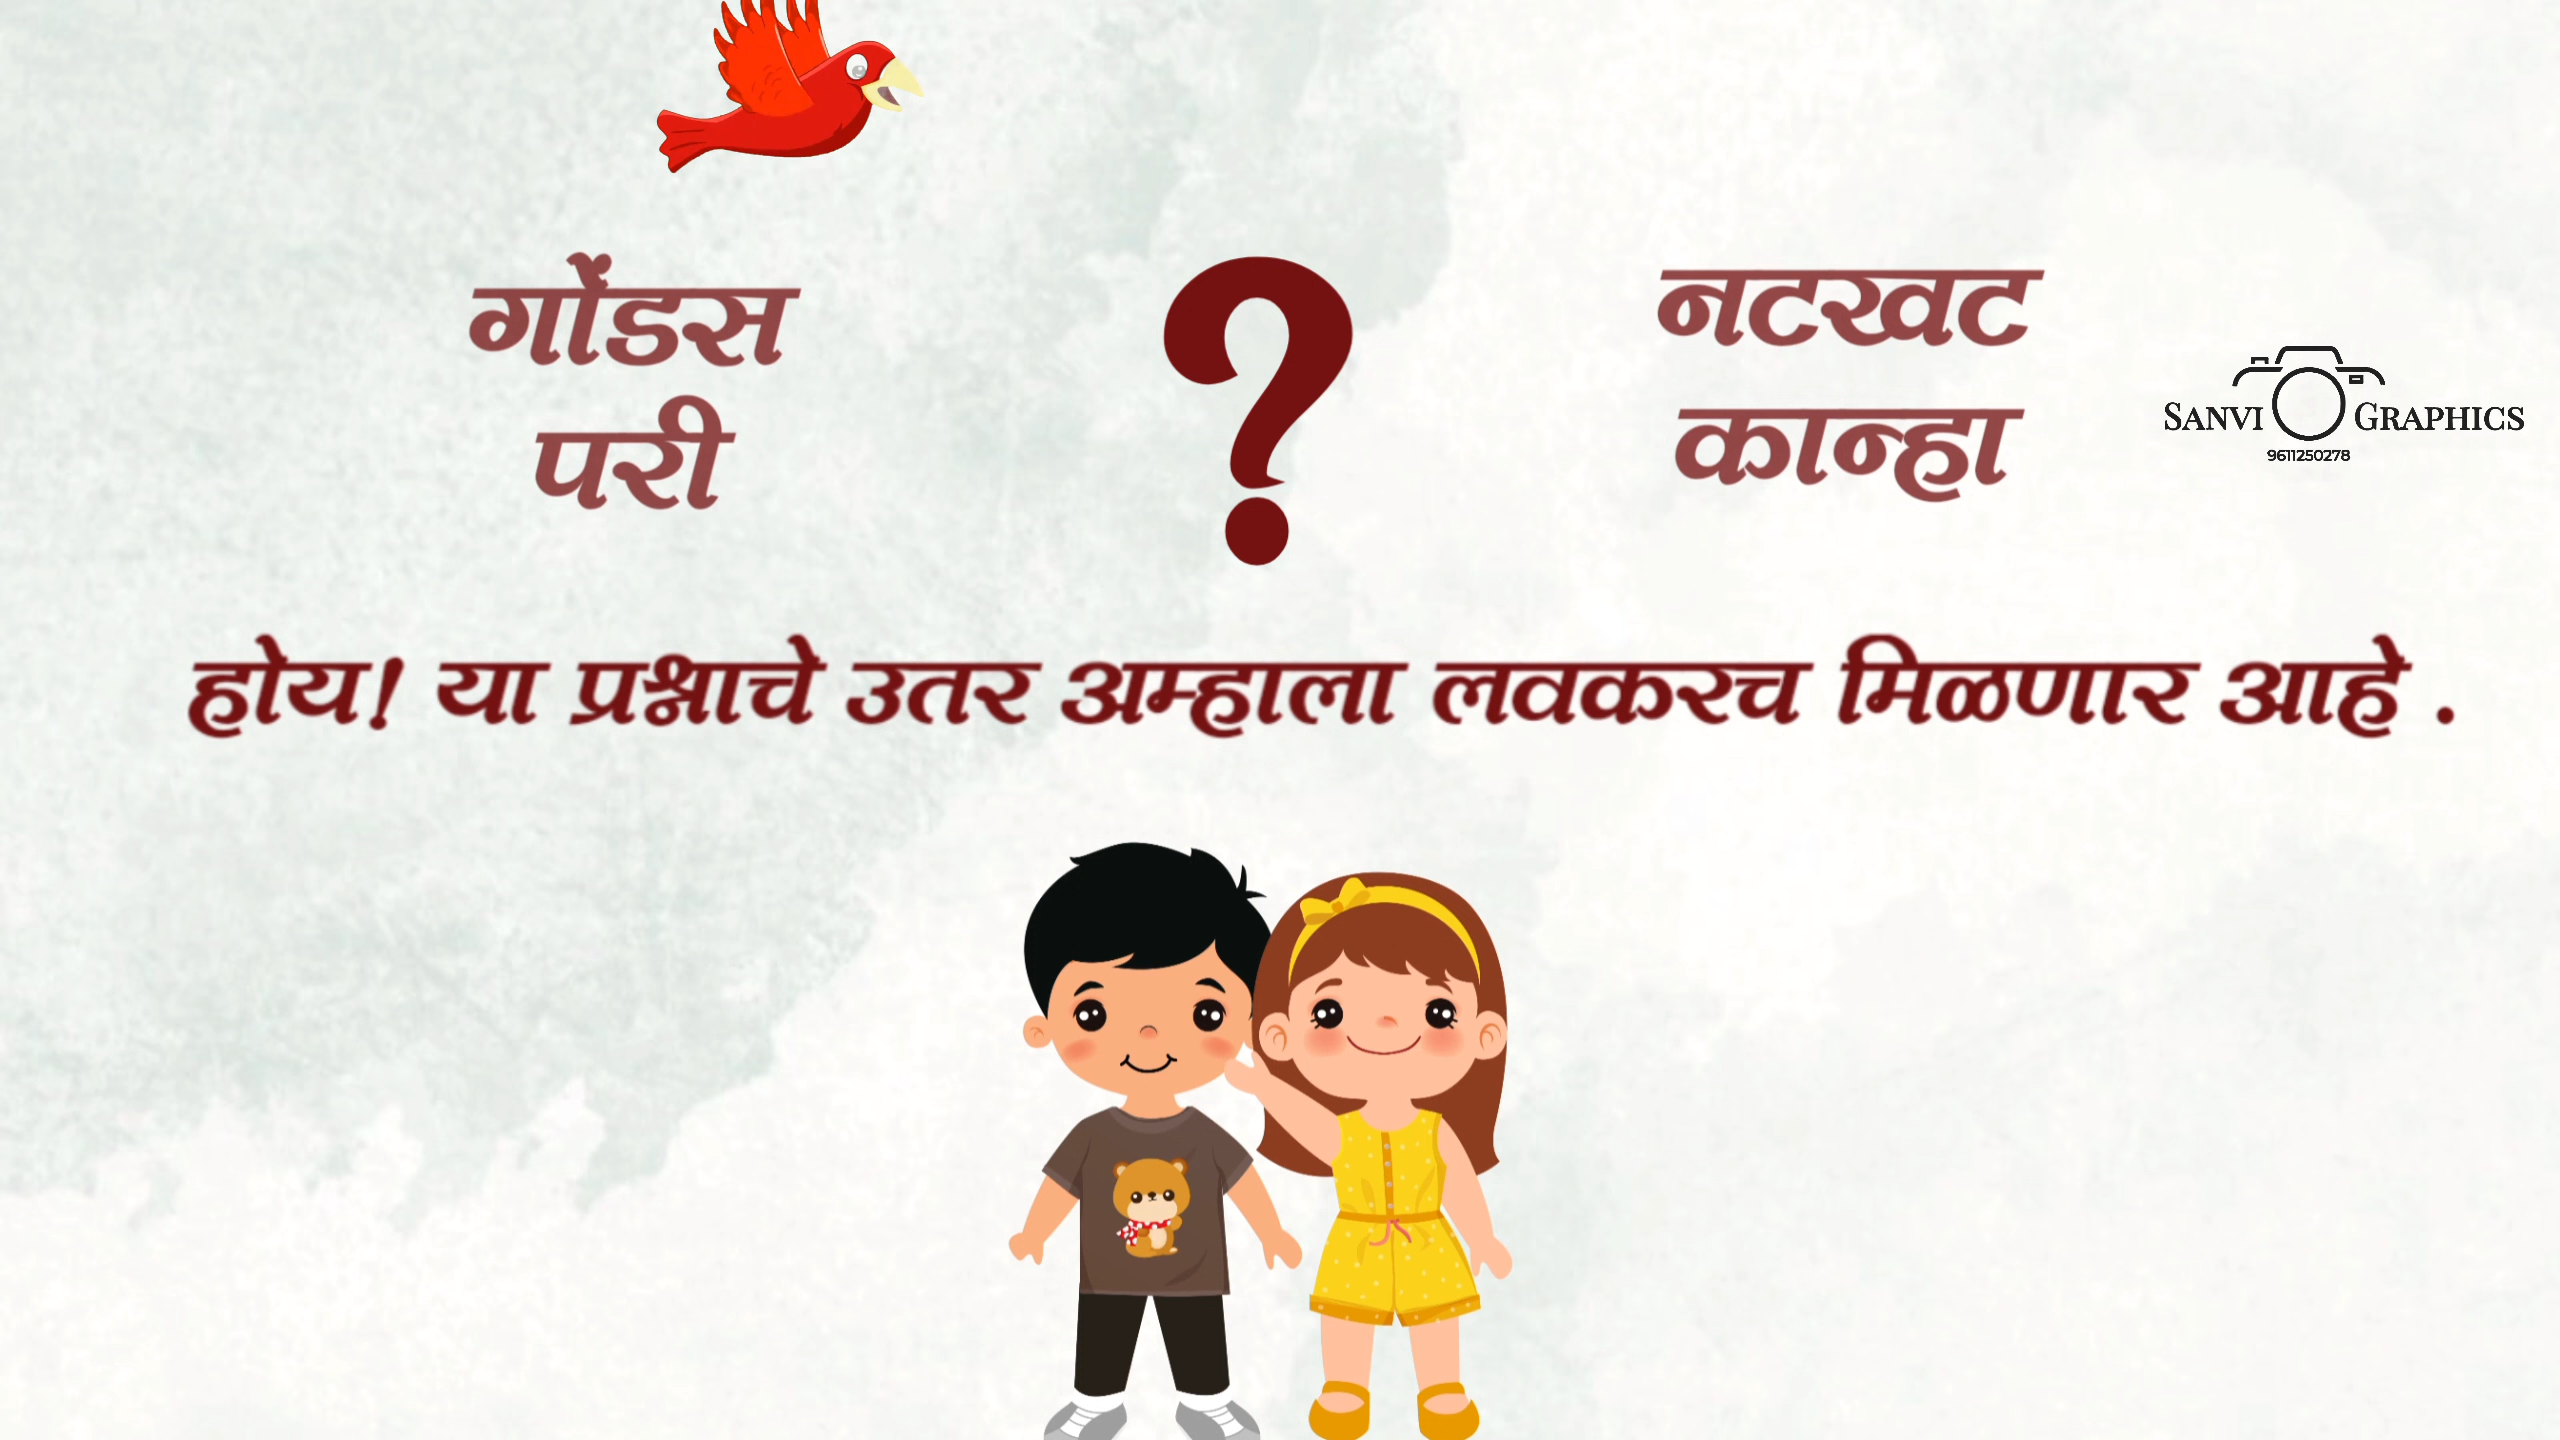 गोंडस
परी
?
नटखट
कान्हा
SANVI GRAPHICS
9611250278
होय! या प्रश्नाचे उतर अम्हाला लवकरच मिळणार आहे .